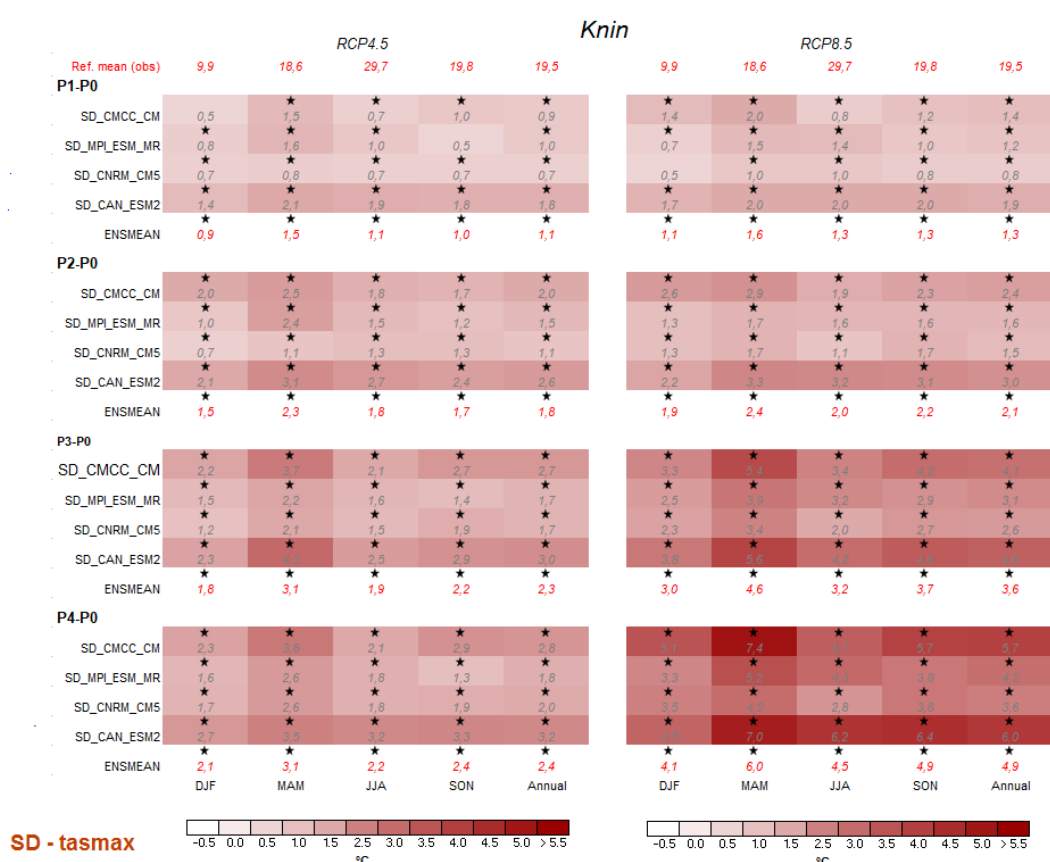 Knin
RCP4.5 RCP8.5
Ref. mean (obs) 9,9 18,6 29,7 19,8 19,5 9,9 18,6 29,7 19,8 19,5
P1-P0
SD_CMCC_CM 0,5 1,5 0,7 1,0 0,9 1,4 2,0 0,8 1,2 1,4
SD_MPI_ESM_MR 0,8 1,6 1,0 0,5 1,0 0,7 1,5 1,4 1,0 1,2
SD_CNRM_CM5 0,7 0,8 0,7 0,7 0,7 0,5 1,0 1,0 0,8 0,8
SD_CAN_ESM2 1,4 2,1 1,9 1,8 1,8 1,7 2,0 2,0 2,0 1,9
ENSMEAN 0,9 1,5 1,1 1,0 1,1 1,1 1,6 1,3 1,3 1,3
P2-P0
SD_CMCC_CM 2,0 2,5 1,8 1,7 2,0 2,6 2,9 1,9 2,3 2,4
SD_MPI_ESM_MR 1,0 2,4 1,5 1,2 1,5 1,3 1,7 1,6 1,6 1,6
SD_CNRM_CM5 0,7 1,1 1,3 1,3 1,1 1,3 1,7 1,1 1,7 1,5
SD_CAN_ESM2 2,1 3,1 2,7 2,4 2,6 2,2 3,3 3,2 3,1 3,0
ENSMEAN 1,5 2,3 1,8 1,7 1,8 1,9 2,4 2,0 2,2 2,1
P3-P0
SD_CMCC_CM 2,2 3,7 2,1 2,7 2,7 3,3 5,4 3,4 4,1
SD_MPI_ESM_MR 1,5 2,2 1,6 1,4 1,7 2,5 3,9 3,2 2,9 3,1
SD_CNRM_CM5 1,2 2,1 1,5 1,9 1,7 2,3 3,4 2,0 2,7 2,6
SD_CAN_ESM2 2,3 2,5 2,9 3,0 3,8 5,6
ENSMEAN 1,8 3,1 1,9 2,2 2,3 3,0 4,6 3,2 3,7 3,6
P4-P0
SD_CMCC_CM 2,3 3,8 2,1 2,9 2,8 5,1 7,4 5,7 5,7
SD_MPI_ESM_MR 1,6 2,6 1,8 1,3 1,8 3,3 5,2 4,0 3,8 4,2
SD_CNRM_CM5 1,7 2,6 1,8 1,9 2,0 3,5 4,2 2,8 3,8 3,6
SD_CAN_ESM2 2,7 3,5 3,2 3,3 3,2 7,0 6,2 6,4 6,0
ENSMEAN 2,1 3,1 2,2 2,4 2,4 4,1 6,0 4,5 4,9 4,9
DJF MAM JJA SON Annual DJF MAM JJA SON Annual
SD - tasmax
-0.5 0.0 0.5 1.0 1.5 2.5 3.0 3.5 4.0 4.5 5.0 > 5.5 -0.5 0.0 0.5 1.0 1.5 2.5 3.0 3.5 4.0 4.5 5.0 > 5.5
°C °C